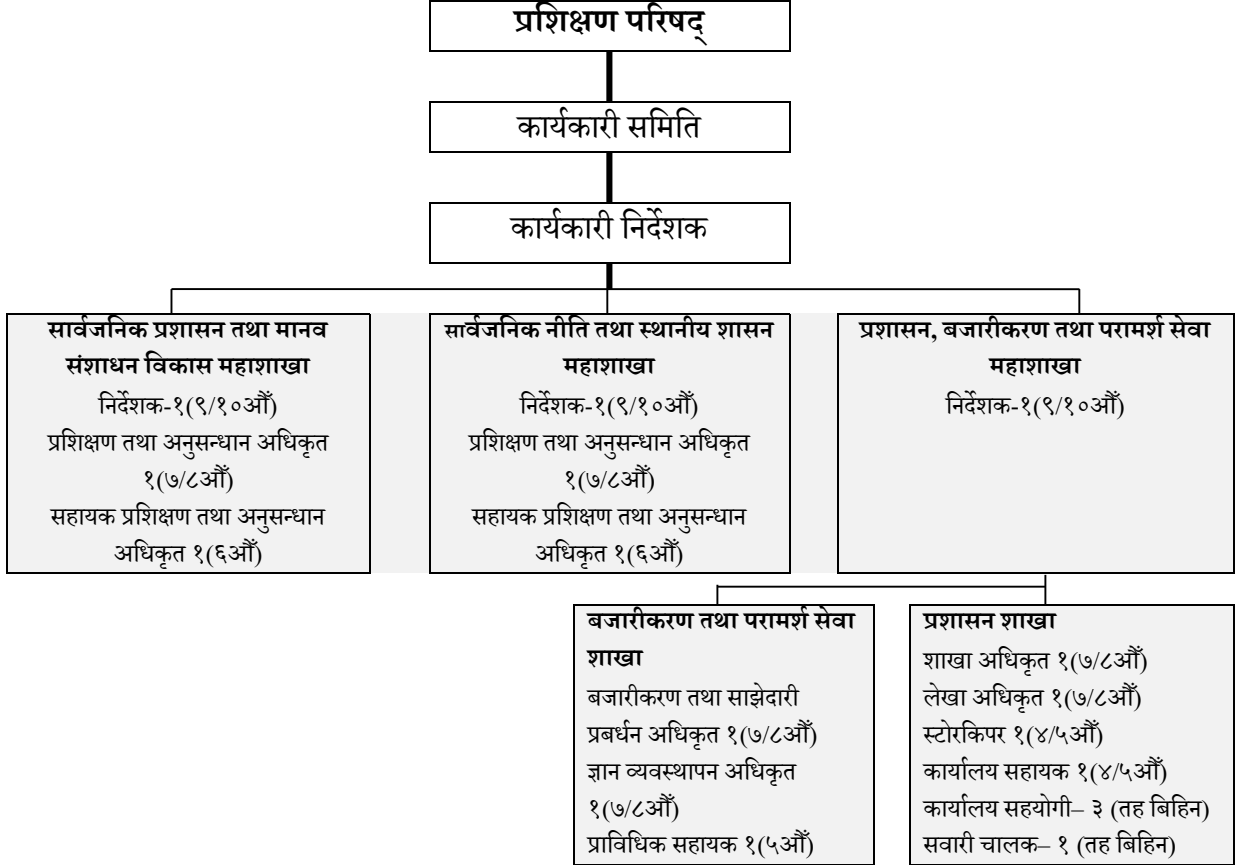 प्रशिक्षण परिषद्
कार्यकारी समिति
कार्यकारी निर्देशक
सार्वजनिक प्रशासन तथा मानव
संशाधन विकास महाशाखा
निर्देशक-१(९/१०औँ)
प्रशिक्षण तथा अनुसन्धान अधिकृत
१(७/८औँ)
सहायक प्रशिक्षण तथा अनुसन्धान
अधिकृत १(६औँ)
सार्वजनिक नीति तथा स्थानीय शासन
महाशाखा
निर्देशक-१(९/१०औँ)
प्रशिक्षण तथा अनुसन्धान अधिकृत
१(७/८औँ)
सहायक प्रशिक्षण तथा अनुसन्धान
अधिकृत १(६औँ)
प्रशासन, बजारीकरण तथा परामर्श सेवा
महाशाखा
निर्देशक-१(९/१०औँ)
बजारीकरण तथा परामर्श सेवा
शाखा
बजारीकरण तथा साझेदारी
प्रबर्धन अधिकृत १(७/८औँ)
ज्ञान व्यवस्थापन अधिकृत
१(७/८औँ)
प्राविधिक सहायक १(५औँ)
प्रशासन शाखा
शाखा अधिकृत १(७/८औँ)
लेखा अधिकृत १(७/८औँ)
स्टोरकिपर १(४/५औँ)
कार्यालय सहायक १(४/५औँ)
कार्यालय सहयोगी– ३ (तह बिहिन)
सवारी चालक– १ (तह बिहिन)